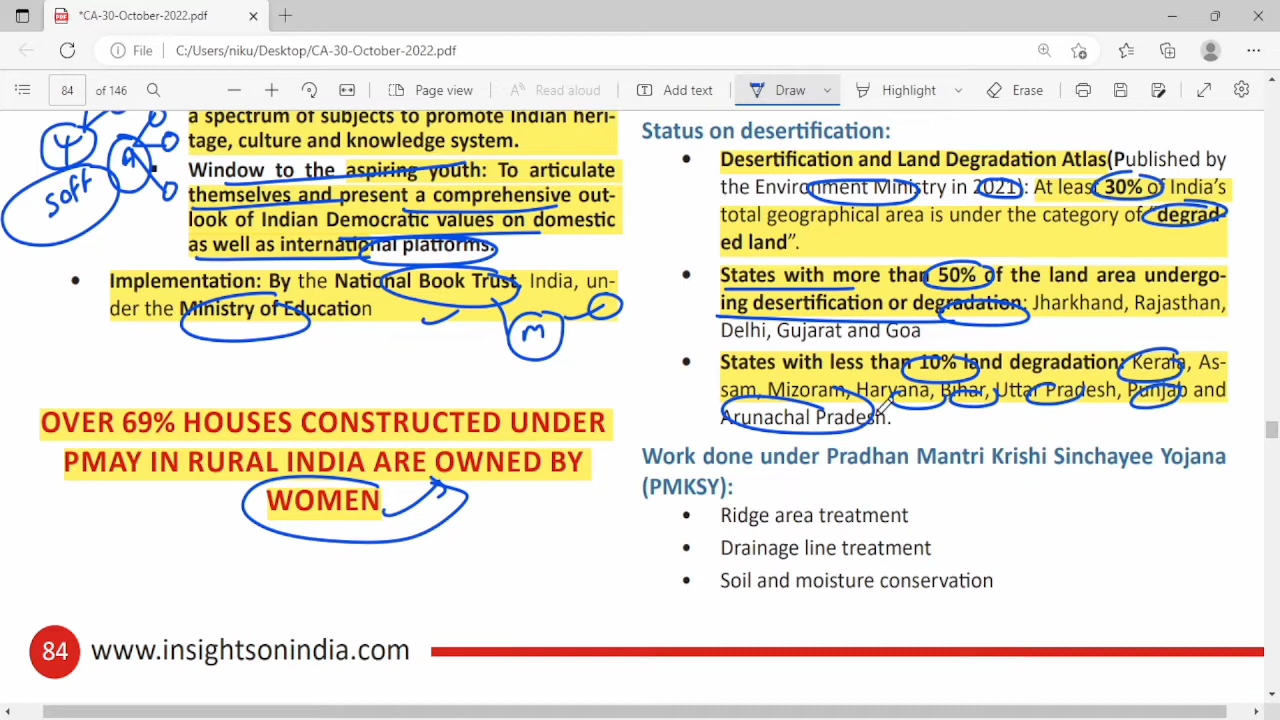 *CA-30-October-2022.pdf
File
C:/Users/niku/Desktop/CA-30-October-2022.pdf
84 of 146
Page view
Read aloud
Add text
Draw
Highlight
Erase
a spectrum of subjects to promote Indian heri-
tage, culture and knowledge system.
Window to the aspiring youth: To articulate
themselves and present a comprehensive out-
look of Indian Democratic values on domestic
as well as international platforms.
• Implementation: By the National Book Trust, India, un-
der the Ministry of Education
soft
m
OVER 69% HOUSES CONSTRUCTED UNDER
PMAY IN RURAL INDIA ARE OWNED BY
WOMEN
Status on desertification:
• Desertification and Land Degradation Atlas(Published by
the Environment Ministry in 2021): At least 30% of India's
total geographical area is under the category of "degrad-
ed land".
• States with more than 50% of the land area undergo-
ing desertification or degradation: Jharkhand, Rajasthan,
Delhi, Gujarat and Goa
• States with less than 10% land degradation: Kerala, As-
sam, Mizoram, Haryana, Bihar, Uttar Pradesh, Punjab and
Arunachal Pradesh.
Work done under Pradhan Mantri Krishi Sinchayee Yojana
(PMKSY):
• Ridge area treatment
• Drainage line treatment
• Soil and moisture conservation
84 www.insightsonindia.com